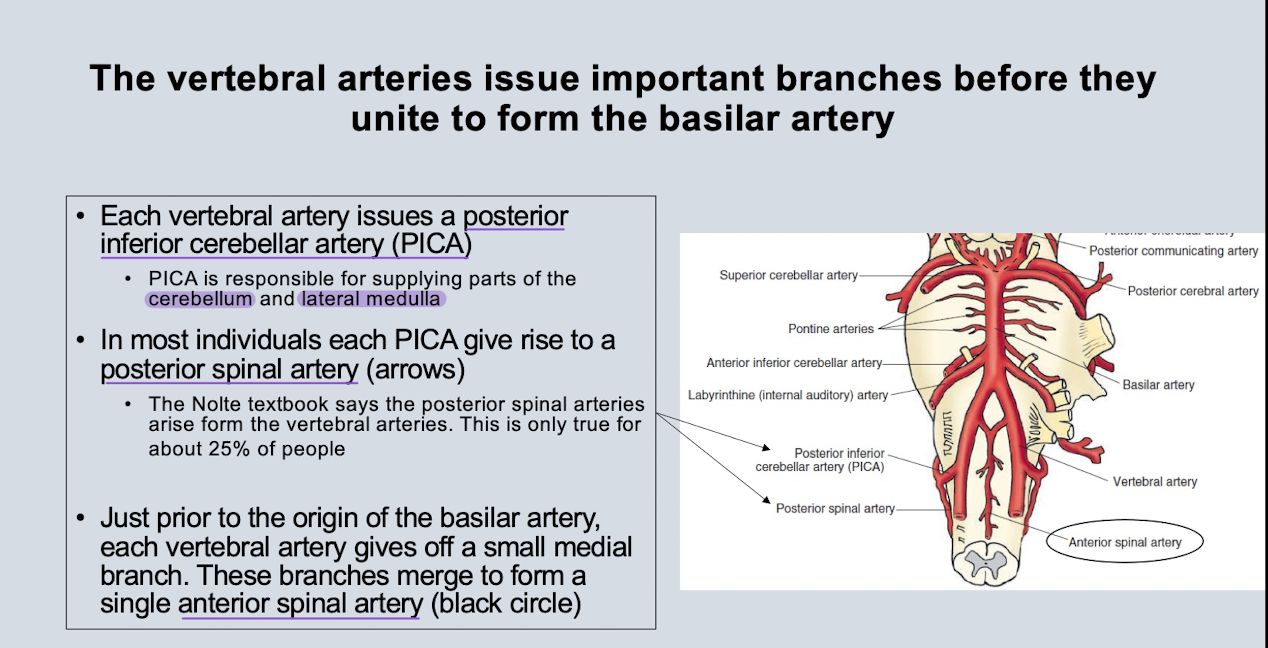 The vertebral arteries issue important branches before they
unite to form the basilar artery
• Each vertebral artery issues a posterior
inferior cerebellar artery (PICA)
• PICA is responsible for supplying parts of the
cerebellum and lateral medulla
• In most individuals each PICA give rise to a
posterior spinal artery (arrows)
• The Nolte textbook says the posterior spinal arteries
arise form the vertebral arteries. This is only true for
about 25% of people
• Just prior to the origin of the basilar artery,
each vertebral artery gives off a small medial
branch. These branches merge to form a
single anterior spinal artery (black circle)
Superior cerebellar artery
Pontine arteries
Anterior inferior cerebellar artery
Labyrinthine (internal auditory) artery
Posterior inferior
cerebellar artery (PICA)
Posterior spinal artery
Posterior communicating artery
Posterior cerebral artery
Basilar artery
Vertebral artery
Anterior spinal artery